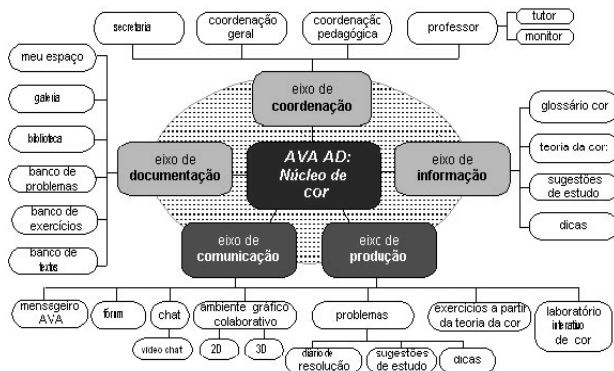 secretaria
coordenação
geral
coordenação
pedagógica
professor
tutor
monitor
meu espaço
galeria
biblioteca
banco de
problemas
banco de
exercícios
banco de
textos
eixo de
coordenação
eixo de
documentação
AVA AD:
Núcleo de
cor
eixo de
informação
glossário cor
teoria da cor:
sugestões
de estudo
dicas
eixo de
comunicação
eixo de
produção
mensageiro
AVA
fórum
chat
vídeo chat
ambiente gráfico
colaborativo
2D
3D
problemas
diário de
resolução
sugestões
de estudo
dicas
exercícios a partir
da teoria da cor
laboratório
interativo
de cor